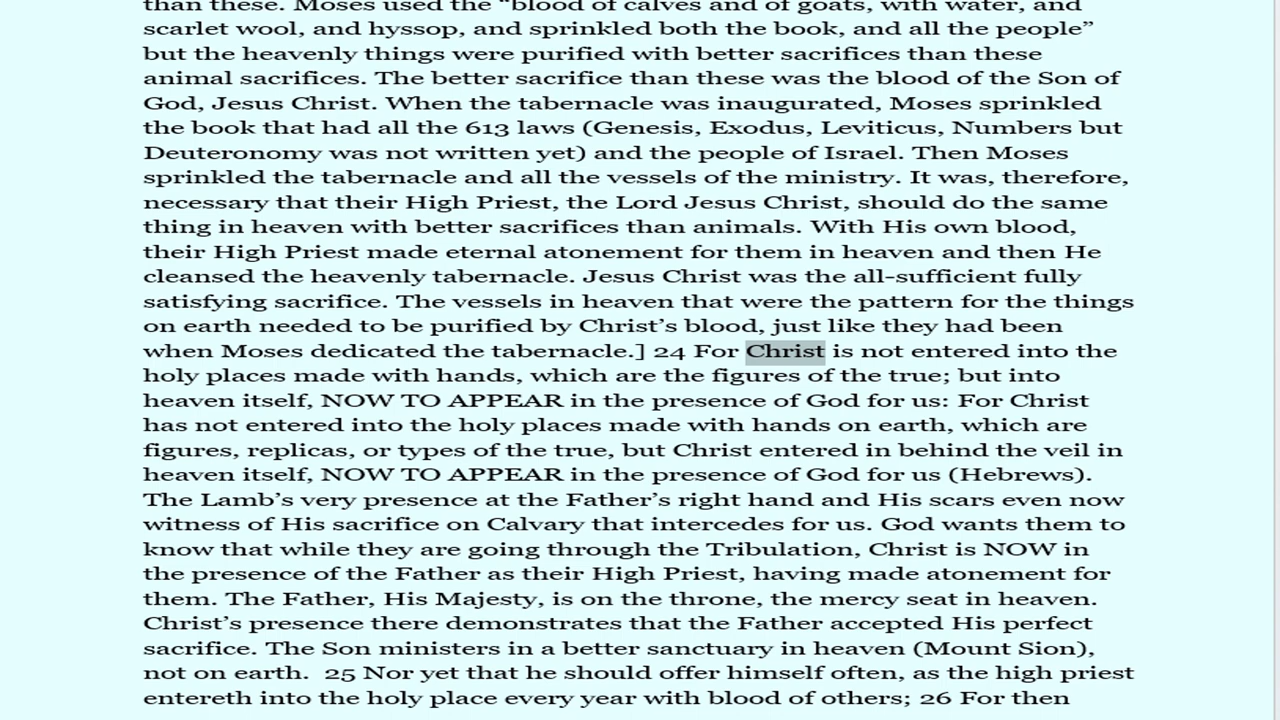 than these. Moses used the “blood of calves and of goats, with water, and
scarlet wool, and hyssop, and sprinkled both the book, and all the people”
but the heavenly things were purified with better sacrifices than these
animal sacrifices. The better sacrifice than these was the blood of the Son of
God, Jesus Christ. When the tabernacle was inaugurated, Moses sprinkled
the book that had all the 613 laws (Genesis, Exodus, Leviticus, Numbers but
Deuteronomy was not written yet) and the people of Israel. Then Moses
sprinkled the tabernacle and all the vessels of the ministry. It was, therefore,
necessary that their High Priest, the Lord Jesus Christ, should do the same
thing in heaven with better sacrifices than animals. With His own blood,
their High Priest made eternal atonement for them in heaven and then He
cleansed the heavenly tabernacle. Jesus Christ was the all-sufficient fully
satisfying sacrifice. The vessels in heaven that were the pattern for the things
on earth needed to be purified by Christ’s blood, just like they had been
when Moses dedicated the tabernacle.] 24 For Christ is not entered into the
holy places made with hands, which are the figures of the true; but into
heaven itself, NOW TO APPEAR in the presence of God for us: For Christ
has not entered into the holy places made with hands on earth, which are
figures, replicas, or types of the true, but Christ entered in behind the veil in
heaven itself, NOW TO APPEAR in the presence of God for us (Hebrews).
The Lamb’s very presence at the Father’s right hand and His scars even now
witness of His sacrifice on Calvary that intercedes for us. God wants them to
know that while they are going through the Tribulation, Christ is NOW in
the presence of the Father as their High Priest, having made atonement for
them. The Father, His Majesty, is on the throne, the mercy seat in heaven.
Christ’s presence there demonstrates that the Father accepted His perfect
sacrifice. The Son ministers in a better sanctuary in heaven (Mount Sion),
not on earth.  25 Nor yet that he should offer himself often, as the high priest
entereth into the holy place every year with blood of others; 26 For then